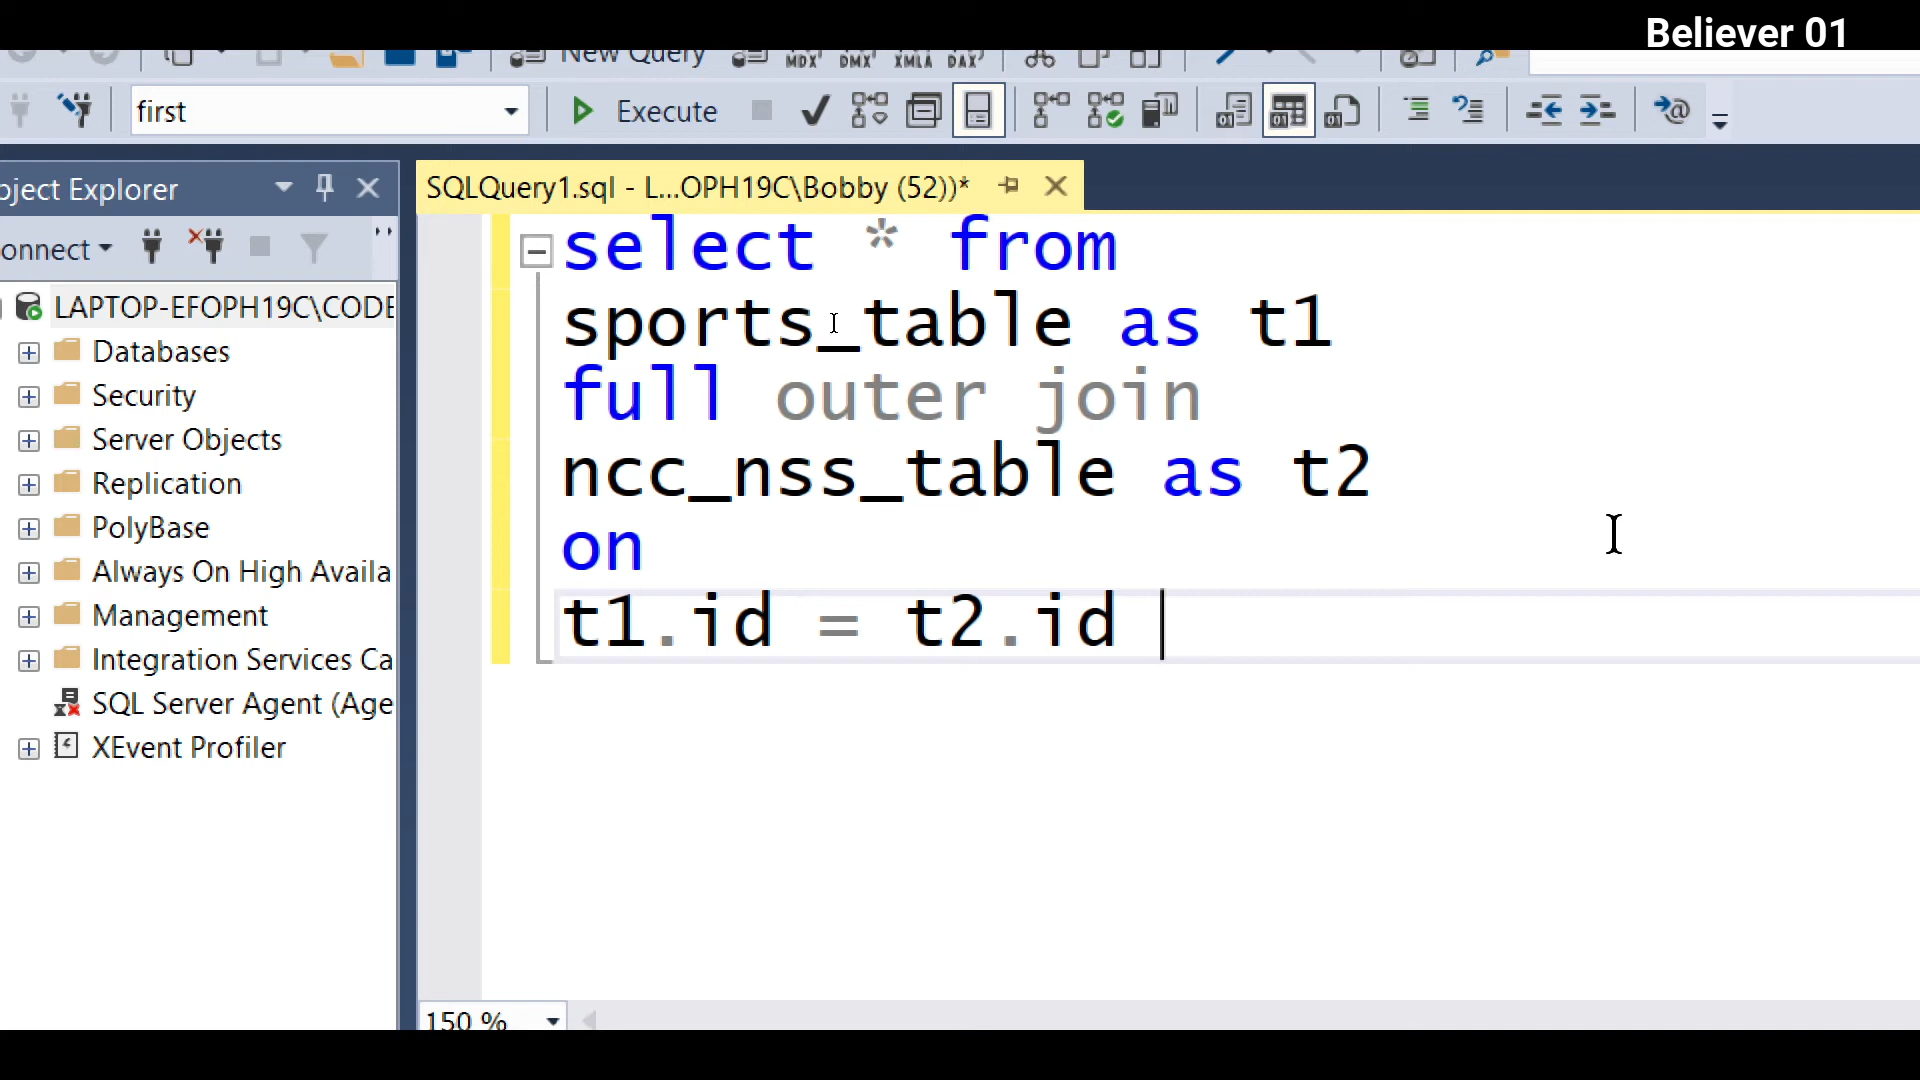 Believer 01
New Query
MDX DMX XMLA DAX
first
Execute
bject Explorer
onnect
LAPTOP-EFOPH19C\CODE
Databases
Security
Server Objects
Replication
PolyBase
Always On High Availa
Management
Integration Services Ca
SQL Server Agent (Age
XEvent Profiler
SQLQuery1.sql - L...OPH19C\Bobby (52))*
select * from
sports_table as t1
full outer join
ncc_nss_table as t2
on
t1.id = t2.id
150 %